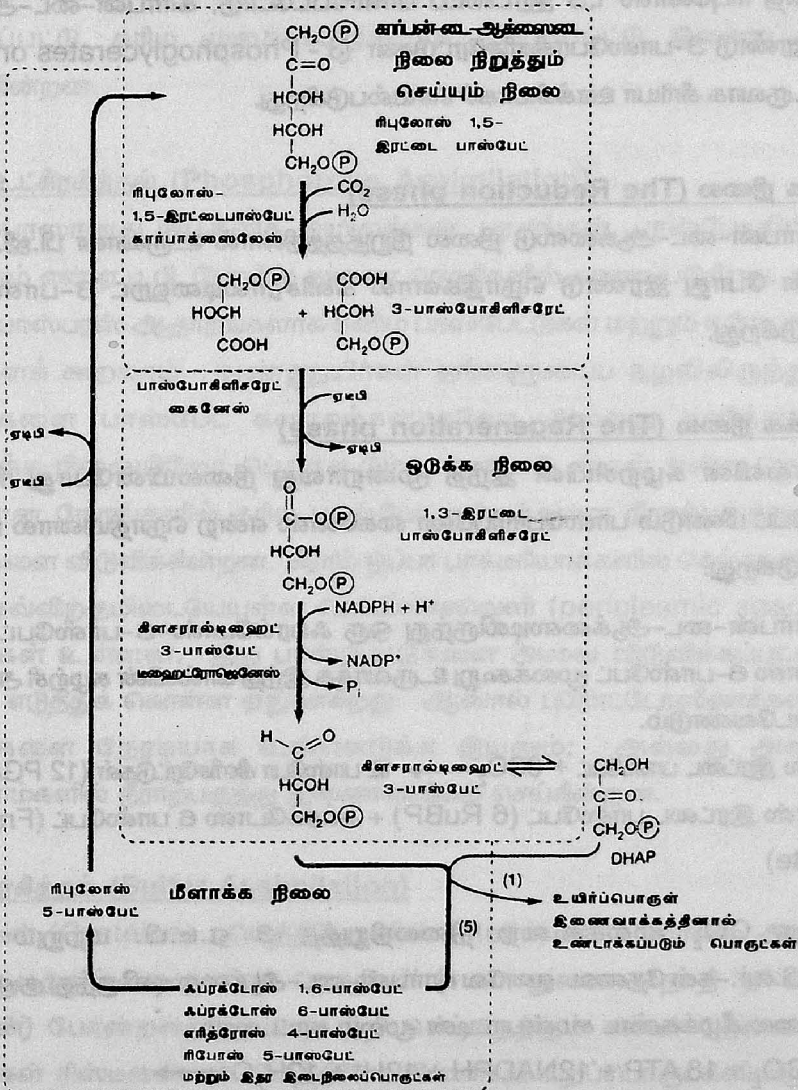 CH₂O(P)
C=O
HCOH
HCOH
CH₂O(P)
கார்பன்-டை-ஆக்ஸைடை
நிலை நிறுத்தும்
செய்யும் நிலை
ரிபுலோஸ் 1,5-
இரட்டை பாஸ்பேட்
ரிபுலோஸ்-
1,5-இரட்டைபாஸ்பேட்
கார்பாக்ஸைலேஸ்
CO₂
H₂O
CH₂O(P)
HOCH
COOH
+
COOH
HCOH
CH₂O(P)
3-பாஸ்போகிளிசரேட்
பாஸ்போகிளிசரேட்
கைனேஸ்
ஏடிபி
ஏடிபி
ஒடுக்க நிலை
O
C-O(P)
HCOH
CH₂O(P)
1,3-இரட்டை
பாஸ்போகிளிசரேட்
கிளசரால்டிஹைட்
3-பாஸ்பேட்
டீஹைட்ரோஜெனேஸ்
NADPH + H⁺
NADP⁺
Pᵢ
H C=O
HCOH
CH₂O(P)
கிளசரால்டிஹைட்
3-பாஸ்பேட்
CH₂OH
C=O
CH₂O(P)
DHAP
ஏடிபி
ஏடிபி
ரிபுலோஸ்
5-பாஸ்பேட்
மீளாக்க நிலை
(5)
(1)
உயிர்ப்பொருள்
இணைவாக்கத்தினால்
உண்டாக்கப்படும் பொருட்கள்
ஃப்ரக்டோஸ் 1,6-பாஸ்பேட்
ஃப்ரக்டோஸ் 6-பாஸ்பேட்
எரித்ரோஸ் 4-பாஸ்பேட்
ரிபோஸ் 5-பாஸ்பேட்
மற்றும் இதர இடைநிலைப்பொருட்கள்